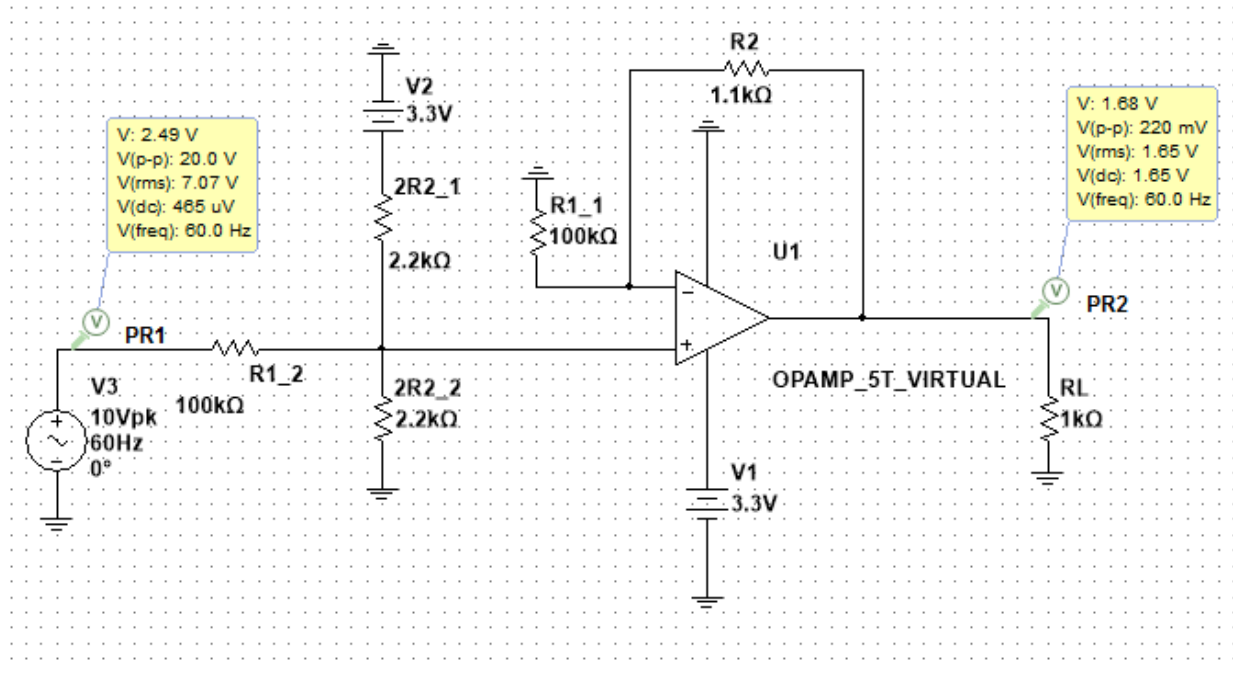 R2
1.1kΩ
V2
3.3V
V: 2.49 V
V(p-p): 20.0 V
V(rms): 7.07 V
V(dc): 465 uV
V(freq): 60.0 Hz
V: 1.68 V
V(p-p): 220 mV
V(rms): 1.65 V
V(dc): 1.65 V
V(freq): 60.0 Hz
2R2_1
2.2kΩ
R1_1
100kΩ
U1
V
PR1
V
PR2
R1_2
100kΩ
V3
10Vpk
60Hz
0°
2R2_2
2.2kΩ
OPAMP_5T_VIRTUAL
RL
1kΩ
V1
3.3V